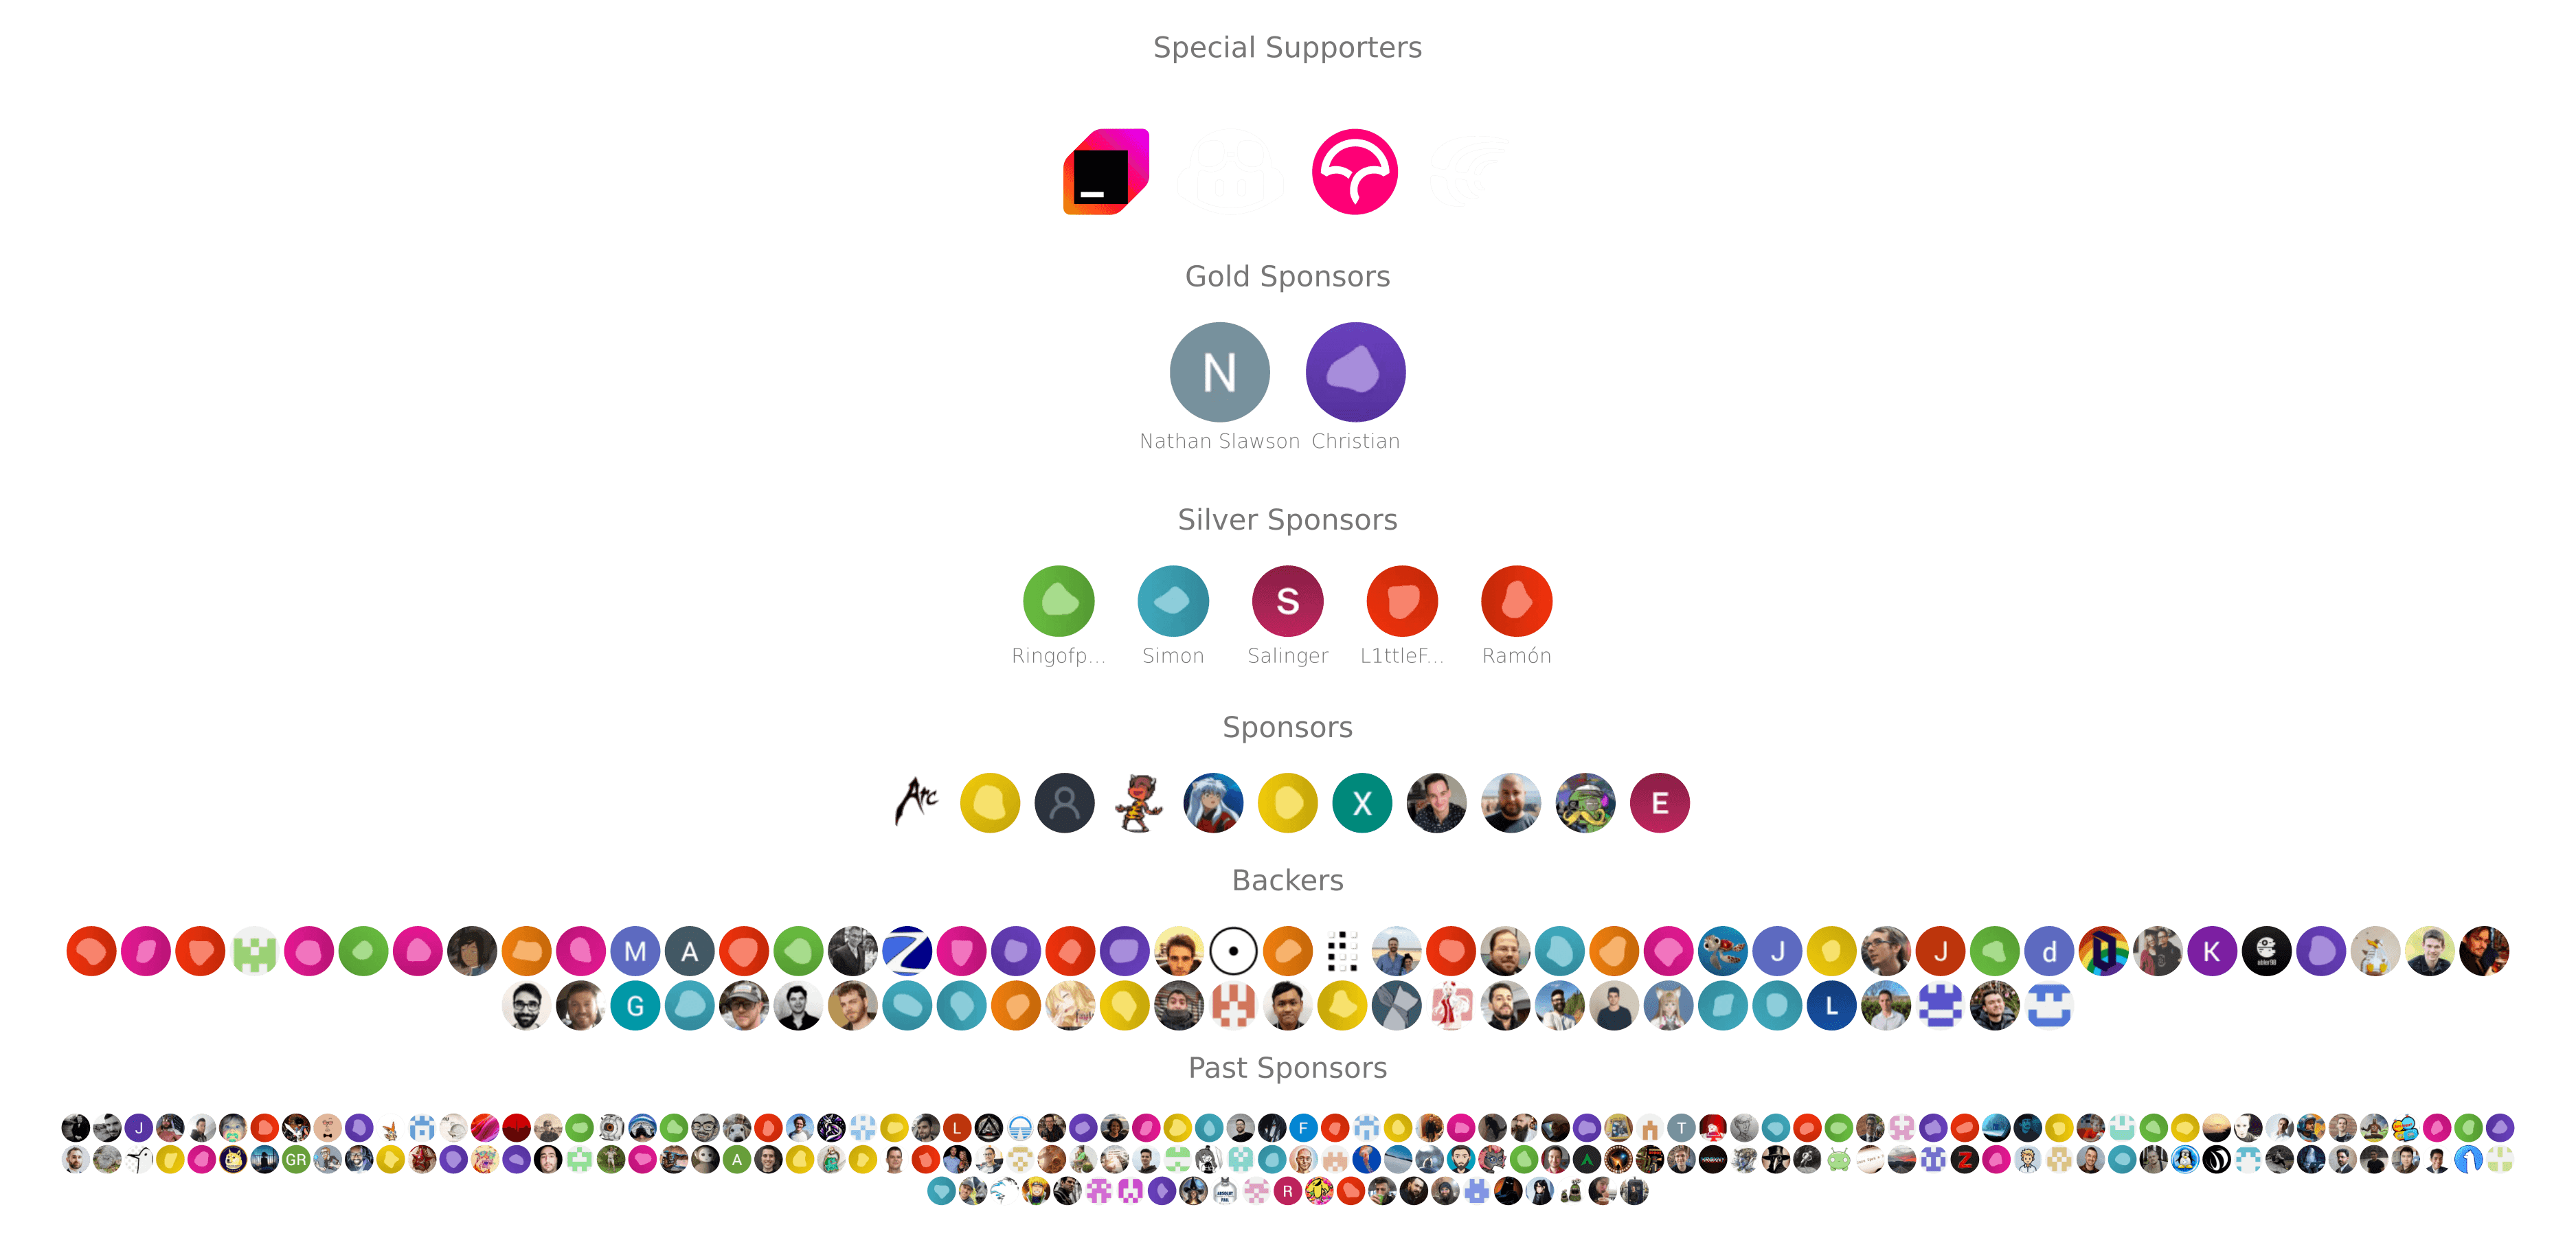 Special Supporters
Gold Sponsors
N
Nathan Slawson Christian
Silver Sponsors
S
Ringofp... Simon Salinger L1ttleF... Ramón
Sponsors
Arc X E
Backers
M A J J d K
G L
Past Sponsors
J L F T
GR A Z
R